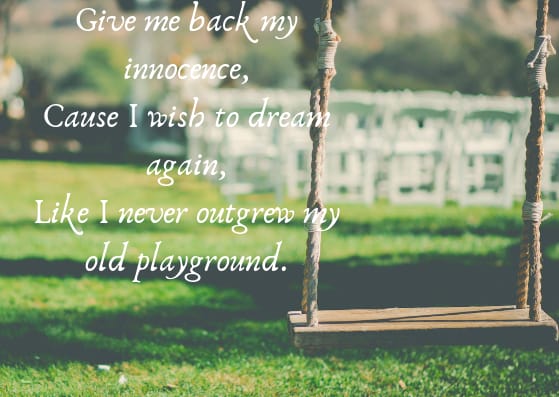 Give me back my
innocence,
Cause I wish to dream
again,
Like I never outgrew my
old playground.